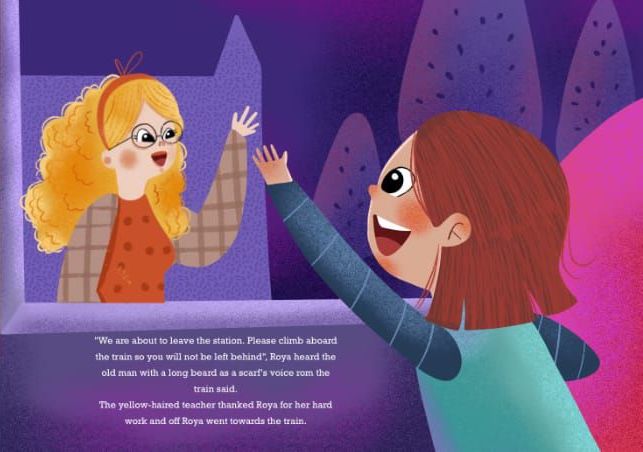 "We are about to leave the station. Please climb aboard
the train so you will not be left behind", Roya heard the
old man with a long beard as a scarf's voice rom the
train said.
The yellow-haired teacher thanked Roya for her hard
work and off Roya went towards the train.